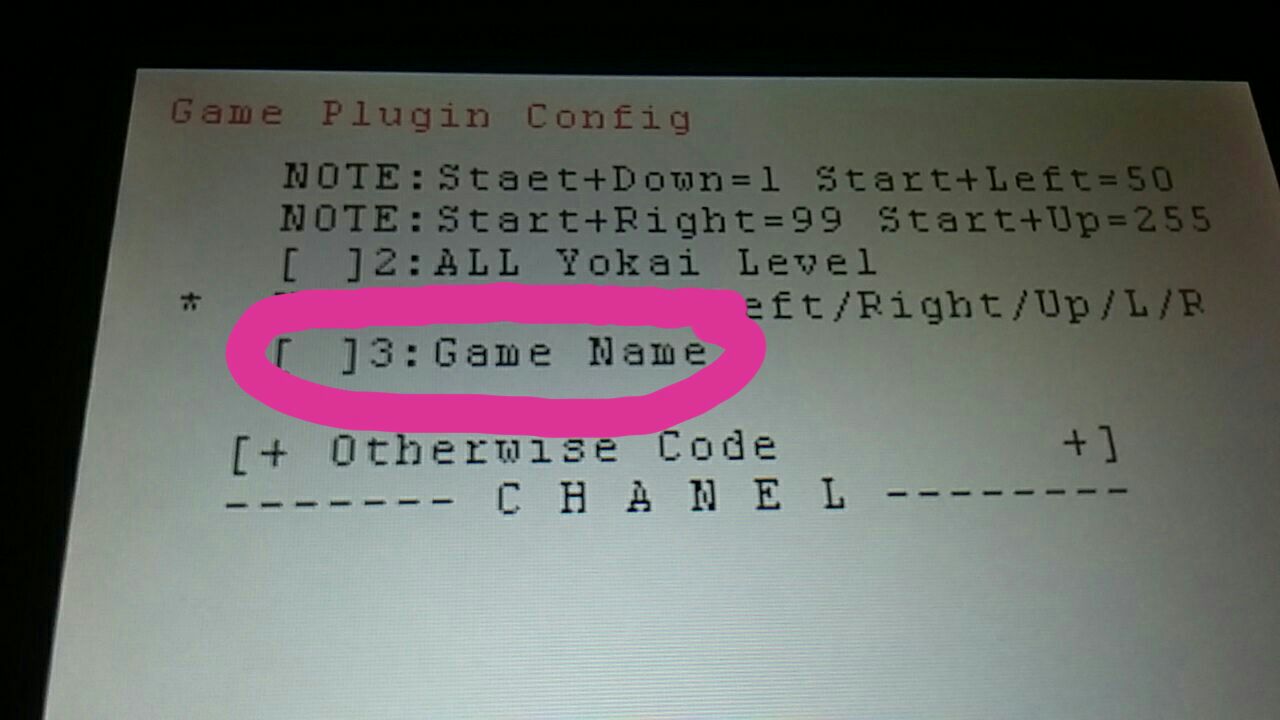 Game Plugin Config
NOTE:Staet+Down=1 Start+Left=50
NOTE:Start+Right=99 Start+Up=255
[ ]2:ALL Yokai Level
* eft/Right/Up/L/R
[ ]3:Game Name
[+ Otherwise Code +]
------- C H A N E L --------